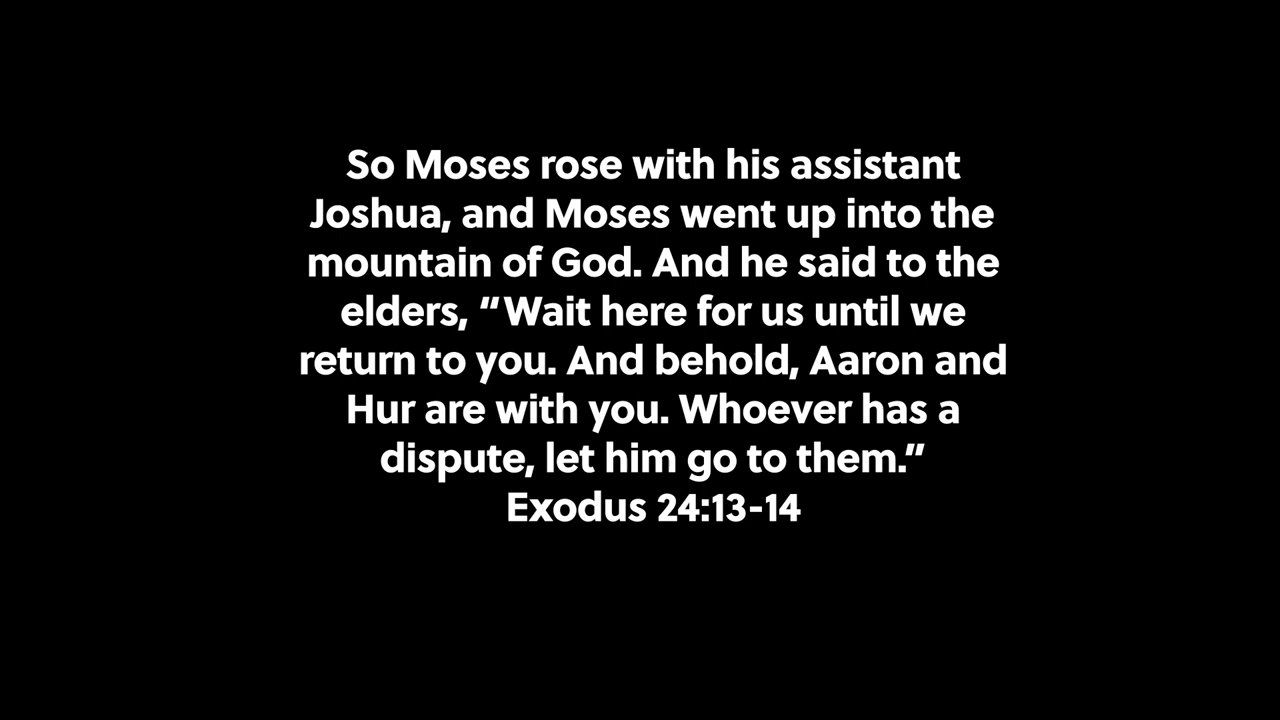 So Moses rose with his assistant
Joshua, and Moses went up into the
mountain of God. And he said to the
elders, “Wait here for us until we
return to you. And behold, Aaron and
Hur are with you. Whoever has a
dispute, let him go to them.”
Exodus 24:13-14